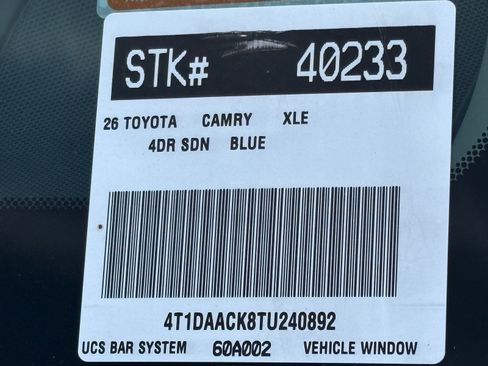 STK# 40233
26 TOYOTA CAMRY XLE
4DR SDN BLUE
4T1DAACK8TU240892
UCS BAR SYSTEM 60A002 VEHICLE WINDOW